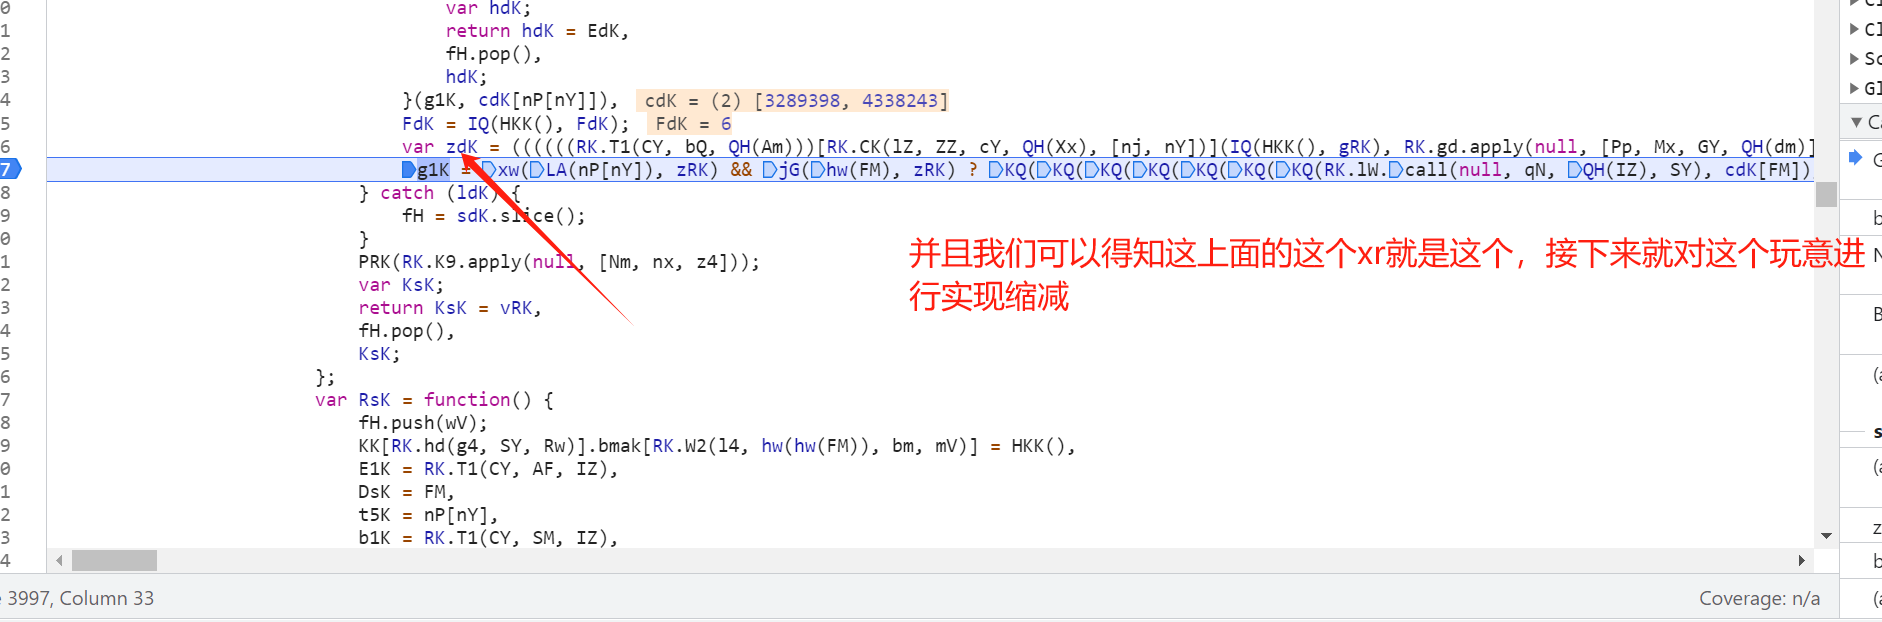 0 var hdK;
1 return hdK = EdK,
2 fH.pop(),
3 hdK;
4 }(g1K, cdK[nP[nY]]), cdK = (2) [3289398, 4338243]
5 FdK = IQ(HKK(), FdK); FdK = 6
6 var zdK = ((((((RK.T1(CY, bQ, QH(Am)))[RK.CK(lZ, ZZ, cY, QH(Xx), [nj, nY])](IQ(HKK(), gRK), RK.gd.apply(null, [Pp, Mx, GY, QH(dm)]
7 g1K = xw(LA(nP[nY]), zRK) && jG(hw(FM), zRK) ? KQ(KQ(KQ(KQ(KQ(KQ(KQ(RK.lW.call(null, qN, QH(IZ), SY), cdK[FM])
8 } catch (ldK) {
9 fH = sdK.slice();
0 }
1 PRK(RK.K9.apply(null, [Nm, nx, z4]));
2 var KsK;
3 return KsK = vRK,
4 fH.pop(),
5 KsK;
6 };
7 var RsK = function() {
8 fH.push(wV);
9 KK[RK.hd(g4, SY, Rw)].bmak[RK.W2(l4, hw(hw(FM)), bm, mV)] = HKK(),
0 E1K = RK.T1(CY, AF, IZ),
1 DsK = FM,
2 t5K = nP[nY],
3 b1K = RK.T1(CY, SM, IZ),
4
并且我们可以得知这上面的这个xr就是这个，接下来就对这个玩意进
行实现缩减
3997, Column 33
Coverage: n/a